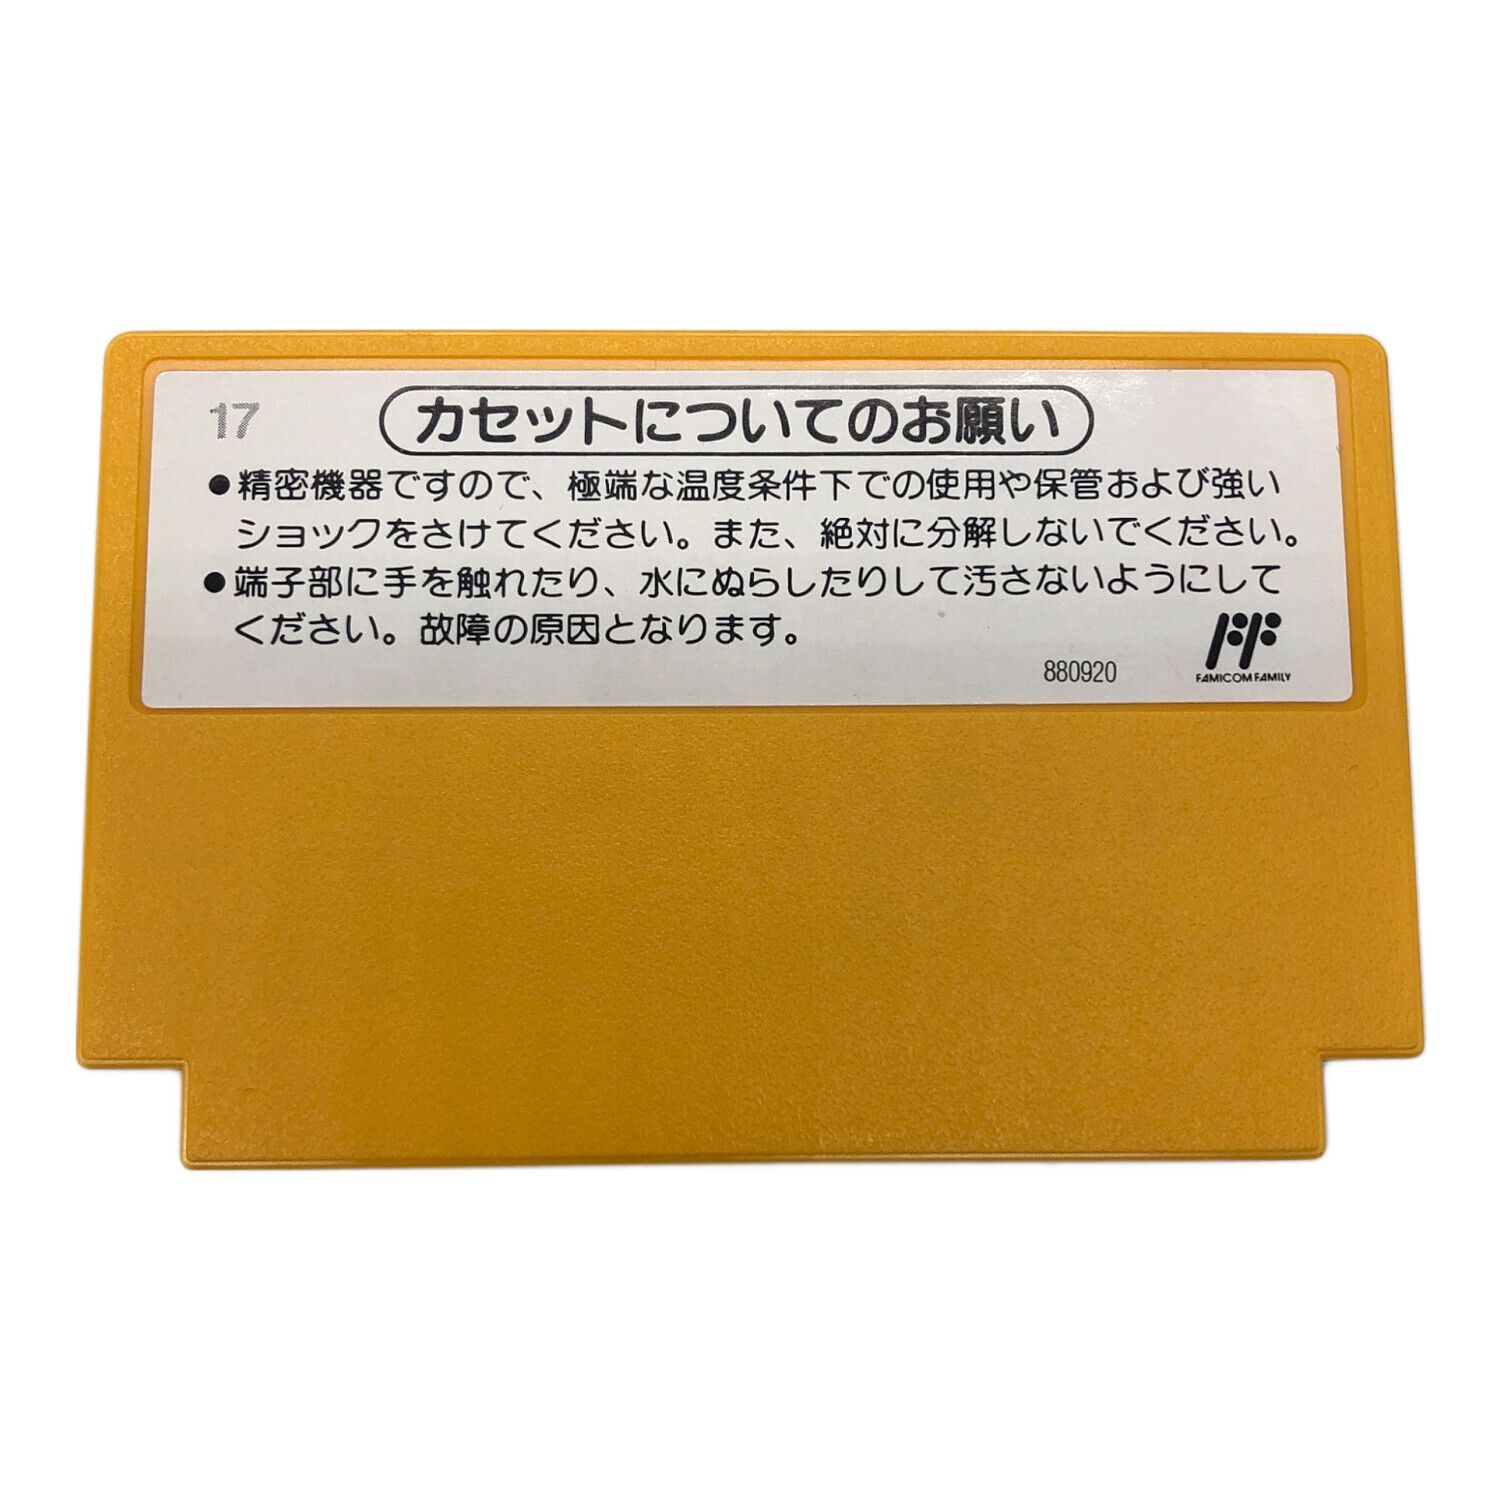 17
カセットについてのお願い
●精密機器ですので、極端な温度条件下での使用や保管および強い
ショックをさけてください。また、絶対に分解しないでください。
●端子部に手を触れたり、水にぬらしたりして汚さないようにして
ください。故障の原因となります。
880920
FAMICOM FAMILY